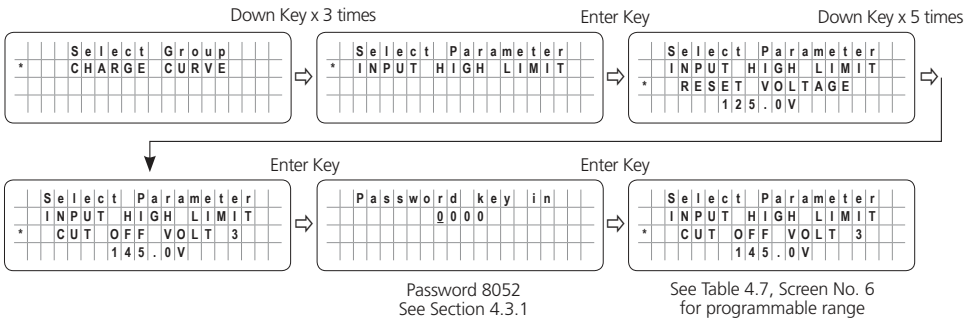 Down Key x 3 times
Enter Key
Down Key x 5 times
Select Group
* CHARGE CURVE
Select Parameter
* INPUT HIGH LIMIT
Select Parameter
INPUT HIGH LIMIT
* RESET VOLTAGE
125.0V
Enter Key
Enter Key
Select Parameter
INPUT HIGH LIMIT
* CUT OFF VOLT 3
145.0V
Password key in
0000
Select Parameter
INPUT HIGH LIMIT
* CUT OFF VOLT 3
145.0V
Password 8052
See Section 4.3.1
See Table 4.7, Screen No. 6
for programmable range